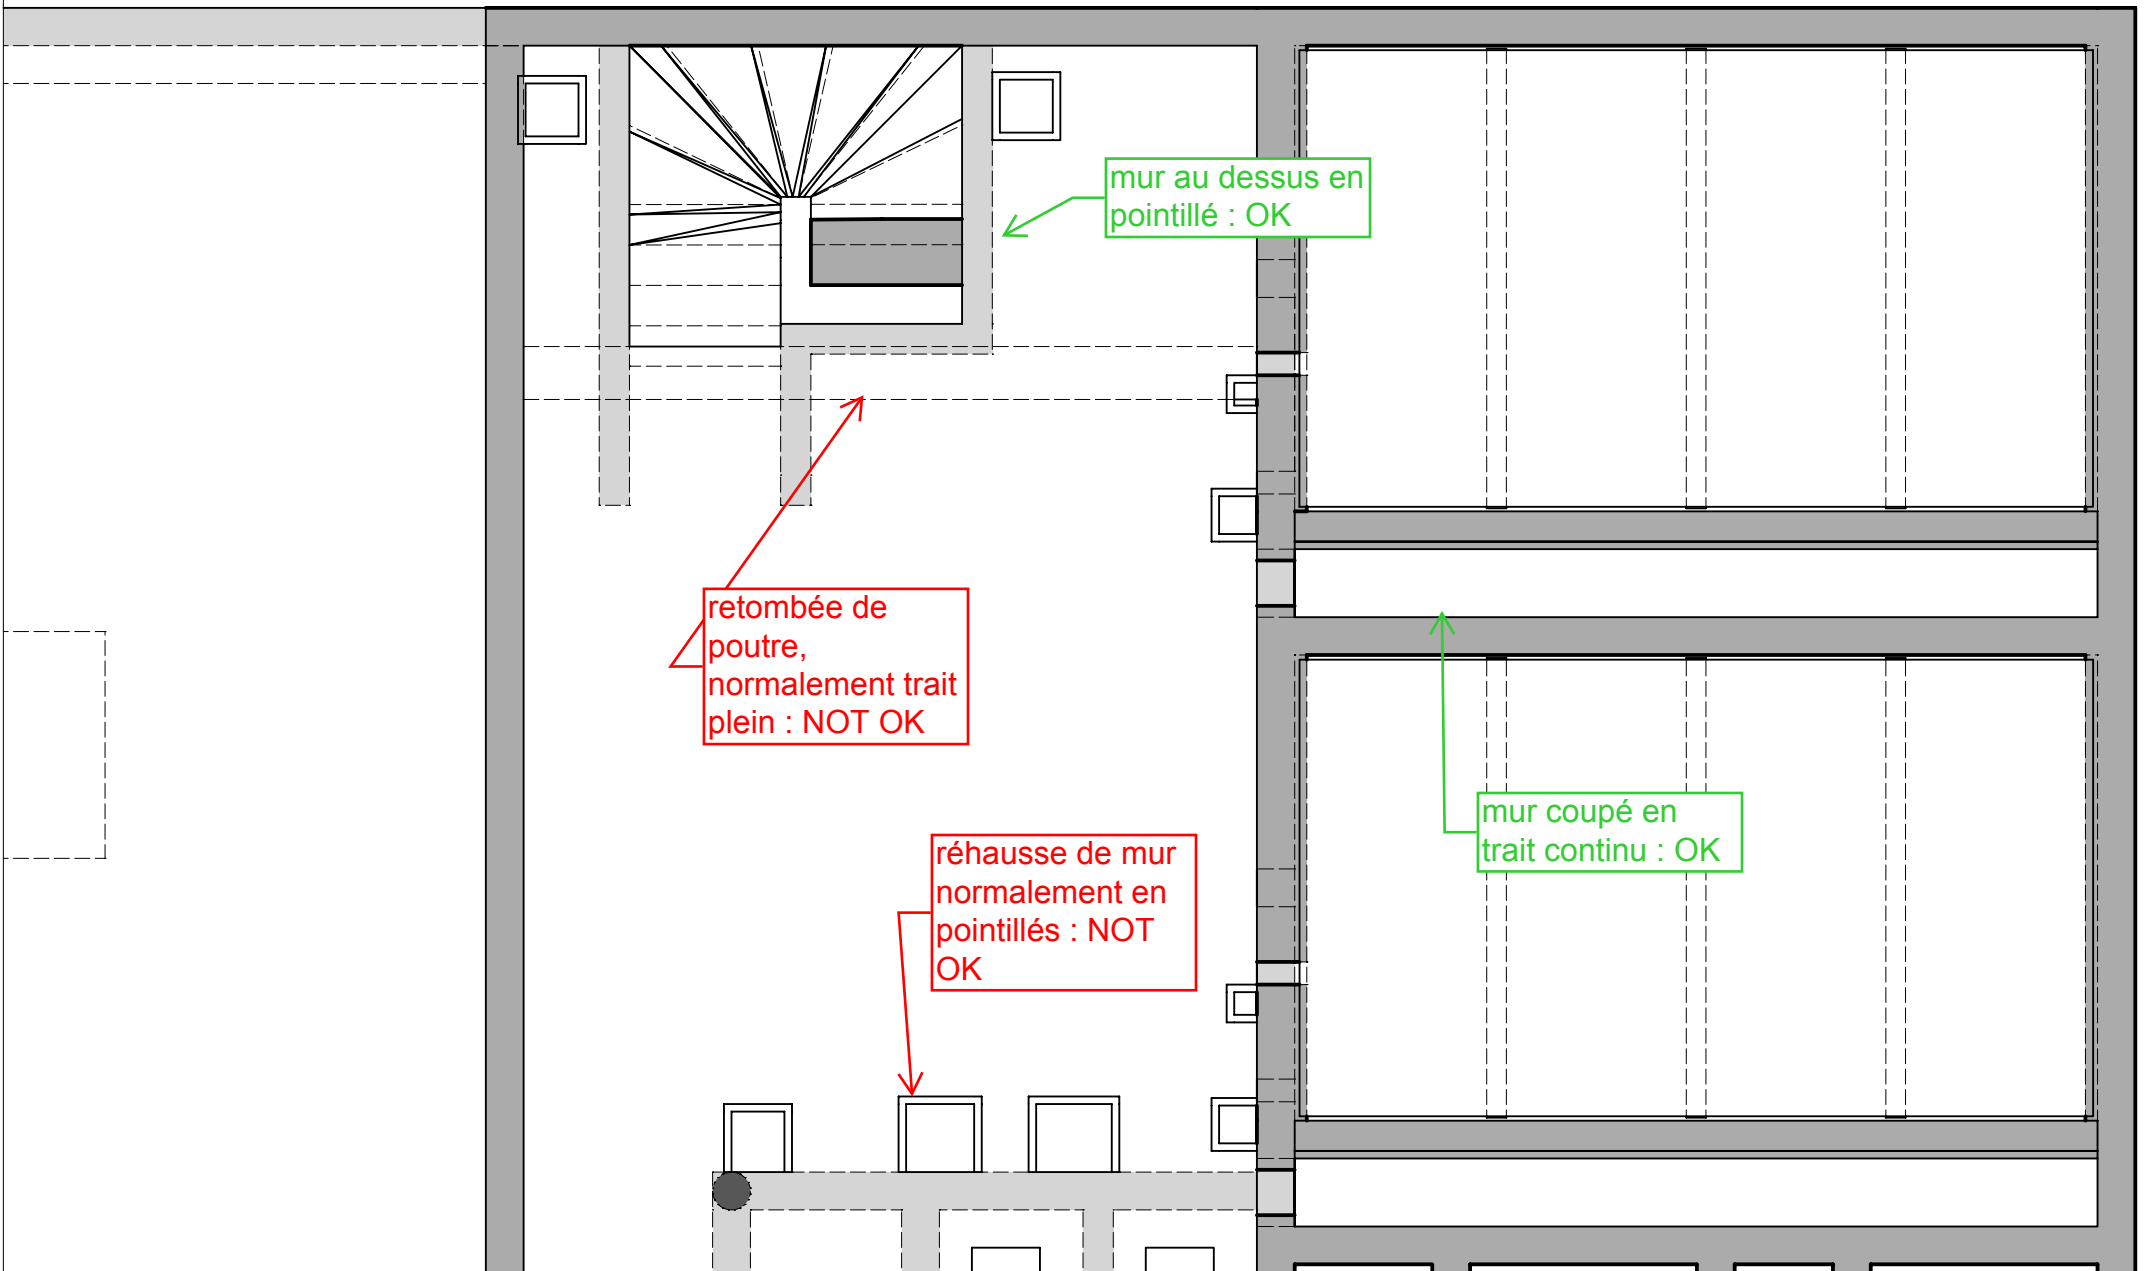 mur au dessus en
pointillé : OK
retombée de
poutre,
normalement trait
plein : NOT OK
mur coupé en
trait continu : OK
réhausse de mur
normalement en
pointillés : NOT
OK